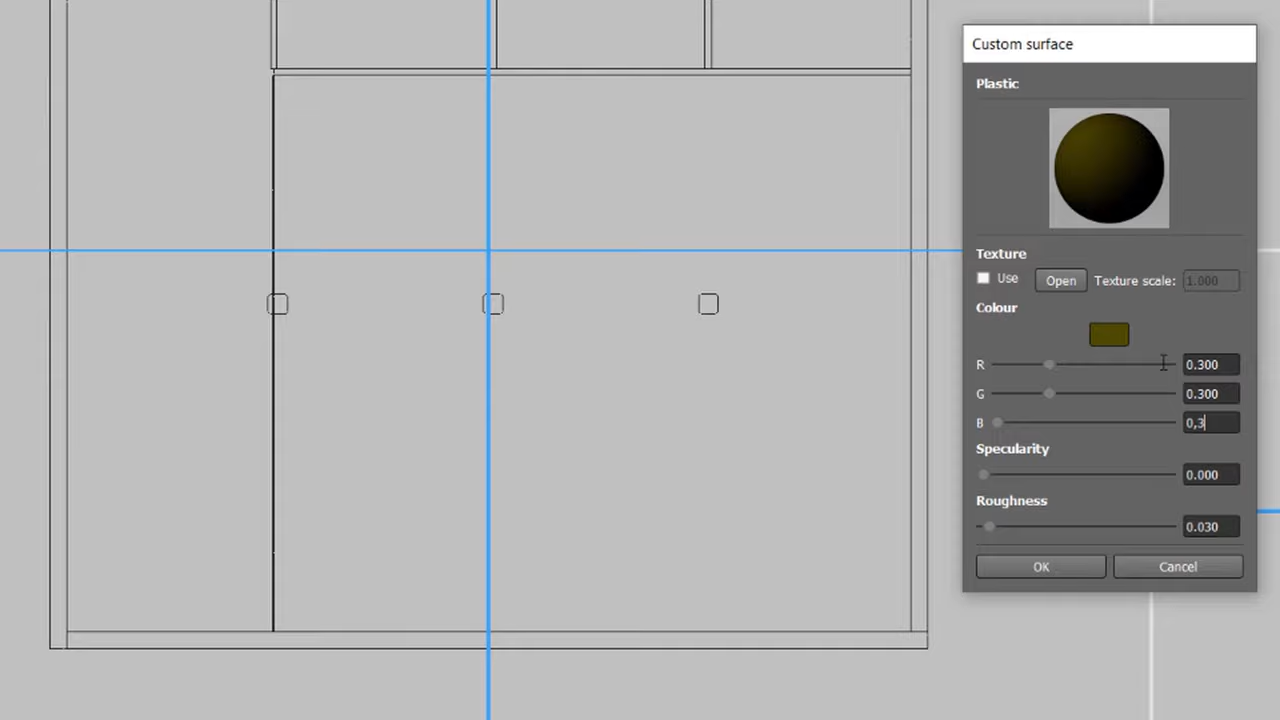 Custom surface
Plastic
Texture
Use Open Texture scale: 1.000
Colour
R 0.300
G 0.300
B 0,3
Specularity
0.000
Roughness
0.030
OK Cancel